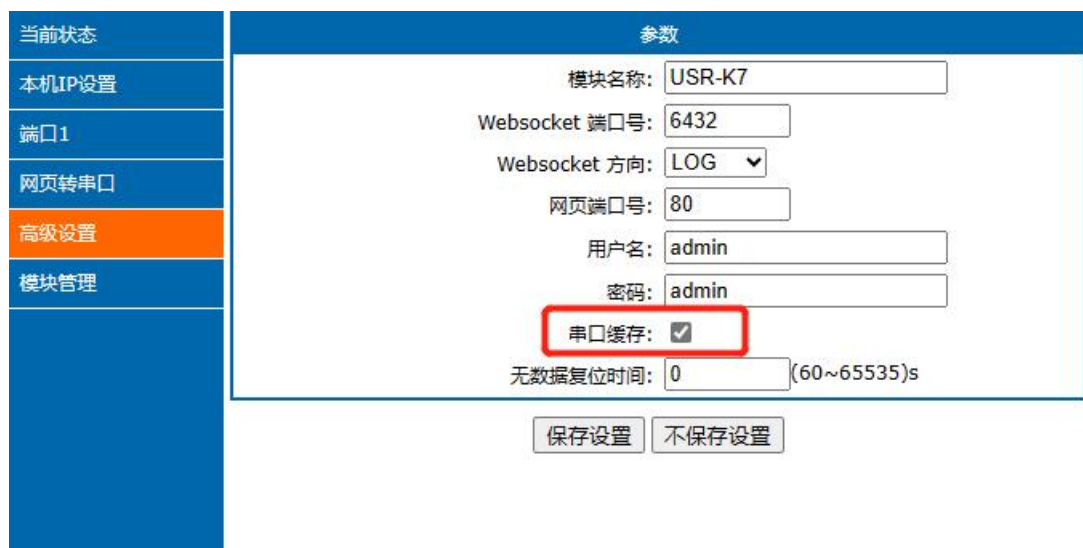 当前状态
本机IP设置
端口1
网页转串口
高级设置
模块管理
参数
模块名称: USR-K7
Websocket 端口号: 6432
Websocket 方向: LOG
网页端口号: 80
用户名: admin
密码: admin
串口缓存:
无数据复位时间: 0 (60~65535)s
保存设置 不保存设置